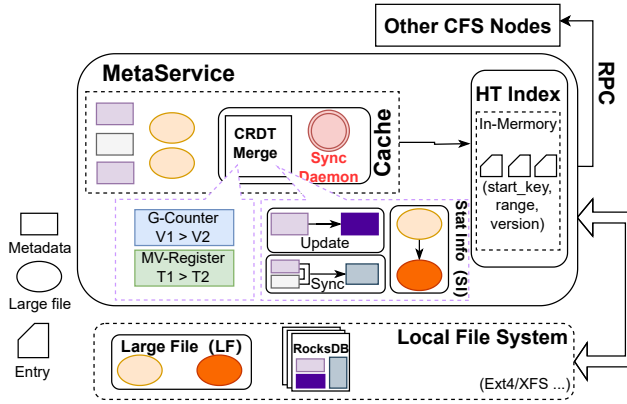 Other CFS Nodes
RPC
MetaService
HT Index
In-Mermory
(start_key,
range,
version)
CRDT
Merge
Sync
Daemon
Cache
G-Counter
V1 > V2
MV-Register
T1 > T2
Update
Sync
Stat Info (SI)
Metadata
Large file
Entry
Large File (LF)
RocksDB
Local File System
(Ext4/XFS ...)